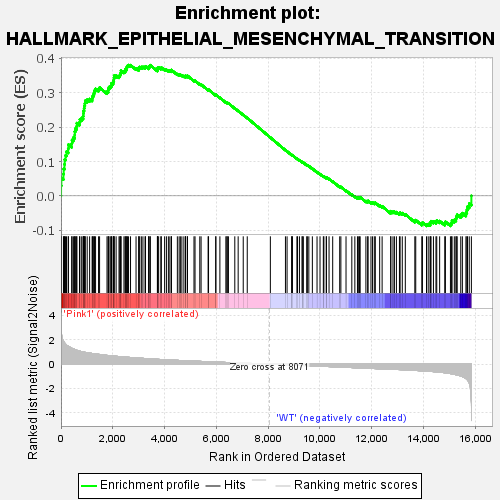 Enrichment plot:
HALLMARK_EPITHELIAL_MESENCHYMAL_TRANSITION
Enrichment score (ES)
0.4
0.3
0.2
0.1
0.0
-0.1
'Pink1' (positively correlated)
Ranked list metric (Signal2Noise)
4
2
0
-2
-4
Zero cross at 8071
'WT' (negatively correlated)
0
2,000
4,000
6,000
8,000
10,000
12,000
14,000
16,000
Rank in Ordered Dataset
Enrichment profile
Hits
Ranking metric scores